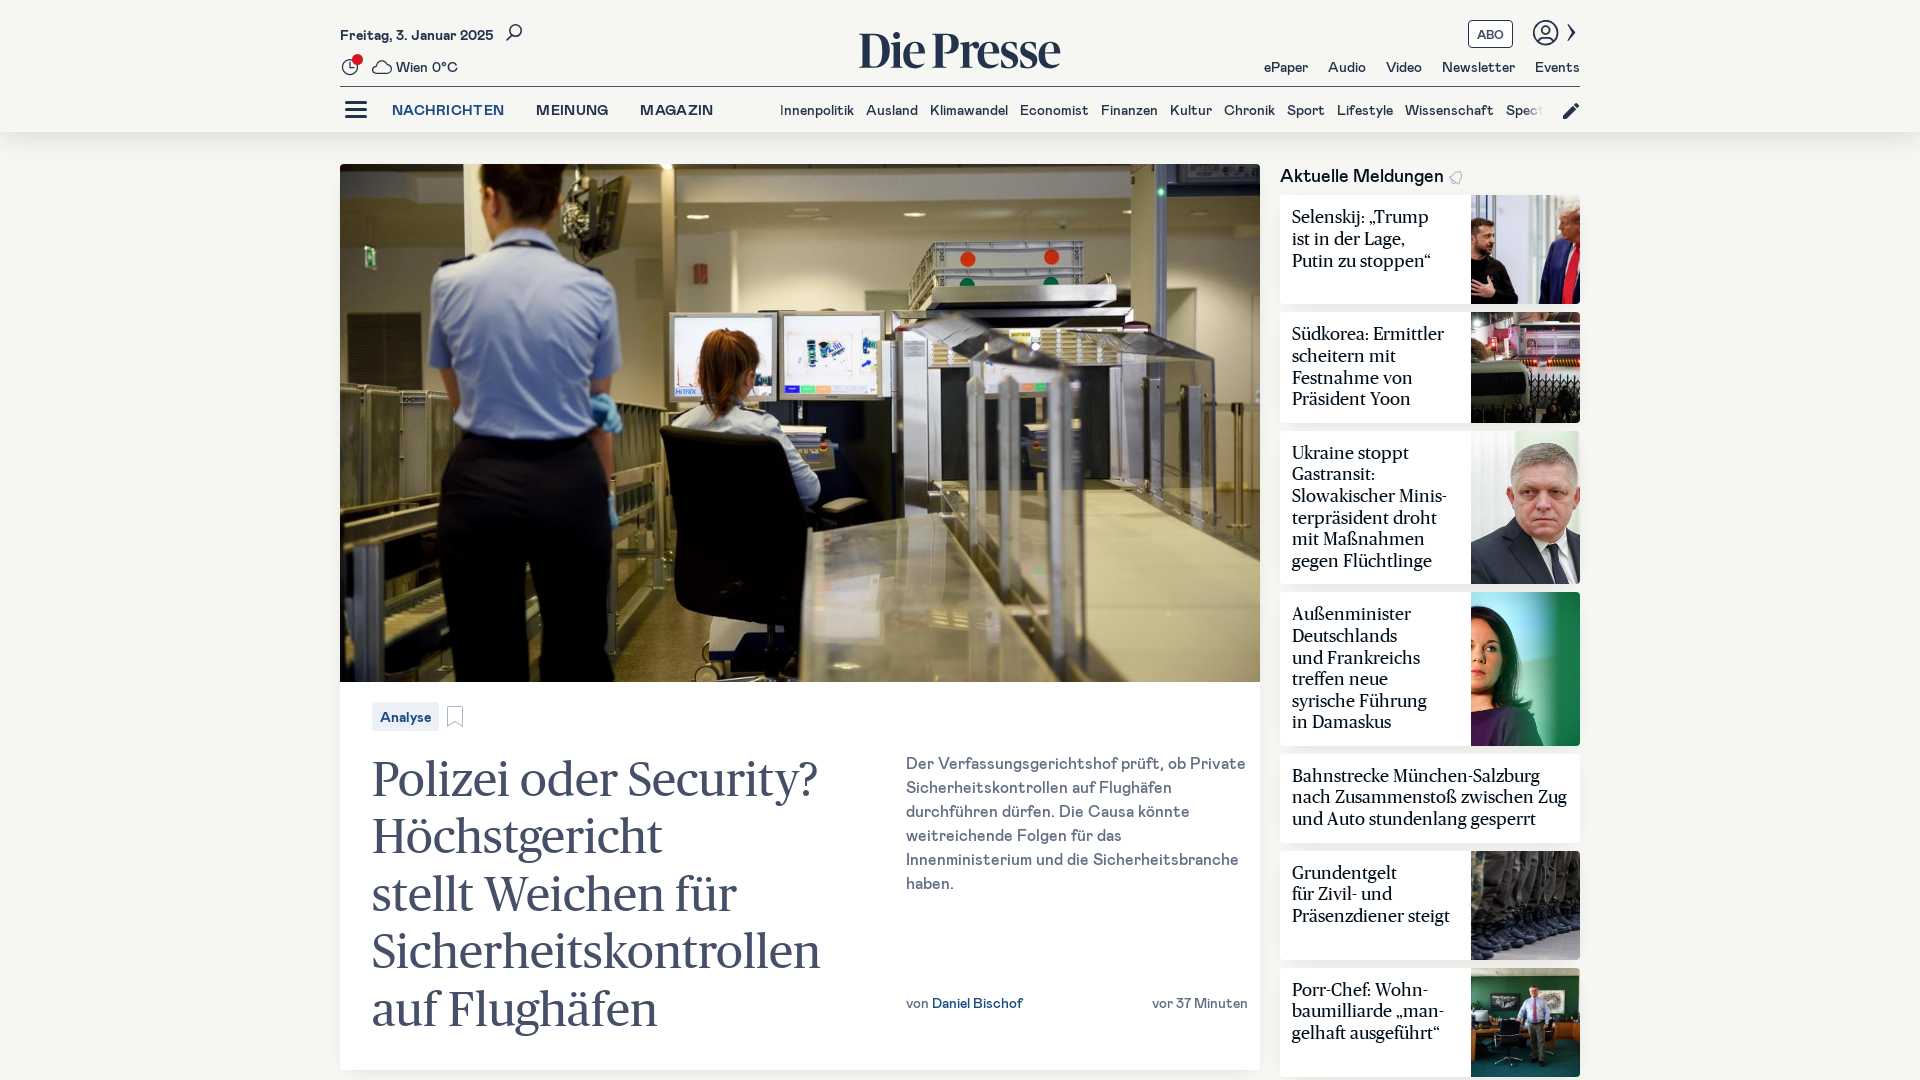 Freitag, 3. Januar 2025
Wien 0°C
Die Presse
ABO
ePaper Audio Video Newsletter Events
NACHRICHTEN MEINUNG MAGAZIN
Innenpolitik Ausland Klimawandel Economist Finanzen Kultur Chronik Sport Lifestyle Wissenschaft Spect
Analyse
Polizei oder Security?
Höchstgericht
stellt Weichen für
Sicherheitskontrollen
auf Flughäfen
Der Verfassungsgerichtshof prüft, ob Private
Sicherheitskontrollen auf Flughäfen
durchführen dürfen. Die Causa könnte
weitreichende Folgen für das
Innenministerium und die Sicherheitsbranche
haben.
von Daniel Bischof
vor 37 Minuten
Aktuelle Meldungen
Selenskij: „Trump
ist in der Lage,
Putin zu stoppen“
Südkorea: Ermittler
scheitern mit
Festnahme von
Präsident Yoon
Ukraine stoppt
Gastransit:
Slowakischer Minis-
terpräsident droht
mit Maßnahmen
gegen Flüchtlinge
Außenminister
Deutschlands
und Frankreichs
treffen neue
syrische Führung
in Damaskus
Bahnstrecke München-Salzburg
nach Zusammenstoß zwischen Zug
und Auto stundenlang gesperrt
Grundentgelt
für Zivil- und
Präsenzdiener steigt
Porr-Chef: Wohn-
baumilliarde „man-
gelhaft ausgeführt“